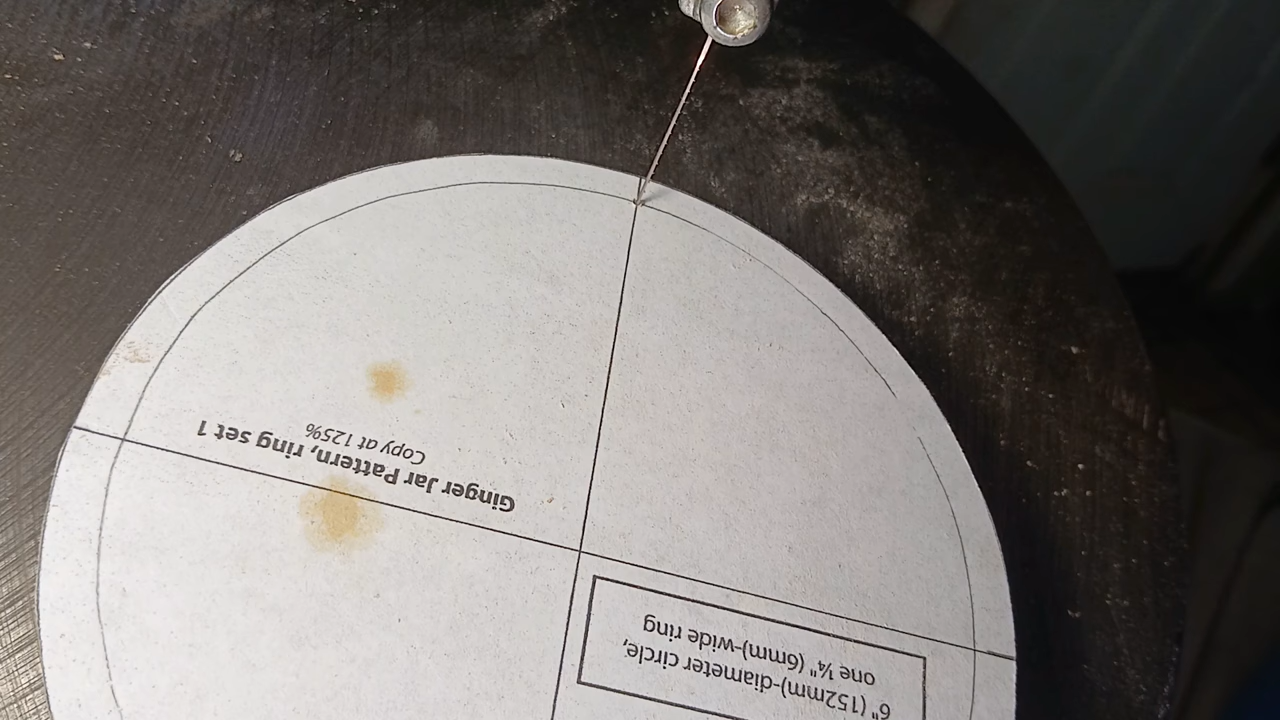 Ginger Jar Pattern, ring set 1
Copy at 125%
6" (152mm)-diameter circle,
one ¼" (6mm)-wide ring